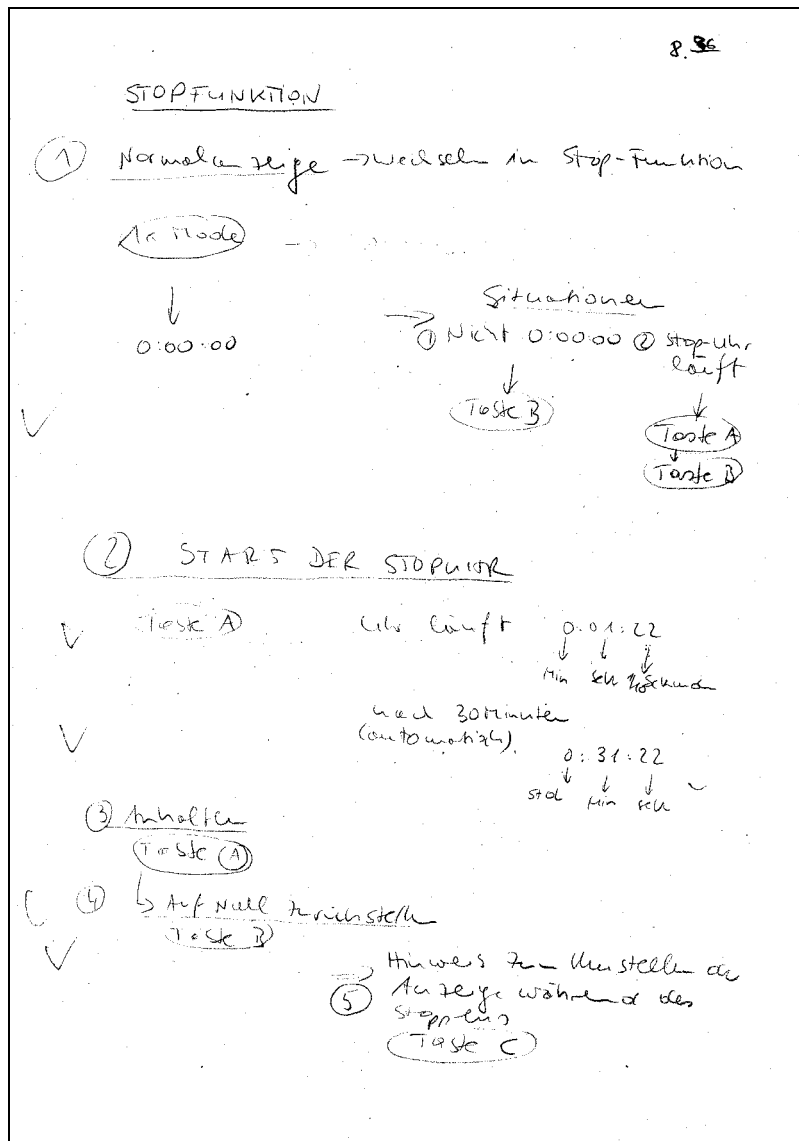 8.36
STOPFUNKTION
① Normalanzeige → wechseln in Stop-Funktion
1x Mode
↓
0:00:00
→ Situationen
① Nicht 0:00:00 ② Stop-Uhr läuft
↓
Taste B
↓
Taste A
↓
Taste B
② START DER STOPUHR
Taste A Uhr läuft 0:01:22
Min Sek
nach 30 Minuten
(automatisch)
0:31:22
Std Min Sek
③ Anhalten
Taste A
④ ↳ Auf Null zurückstellen
Taste B
→ Hinweis zum Umstellen der
⑤ Anzeige während des
Stoppens
Taste C